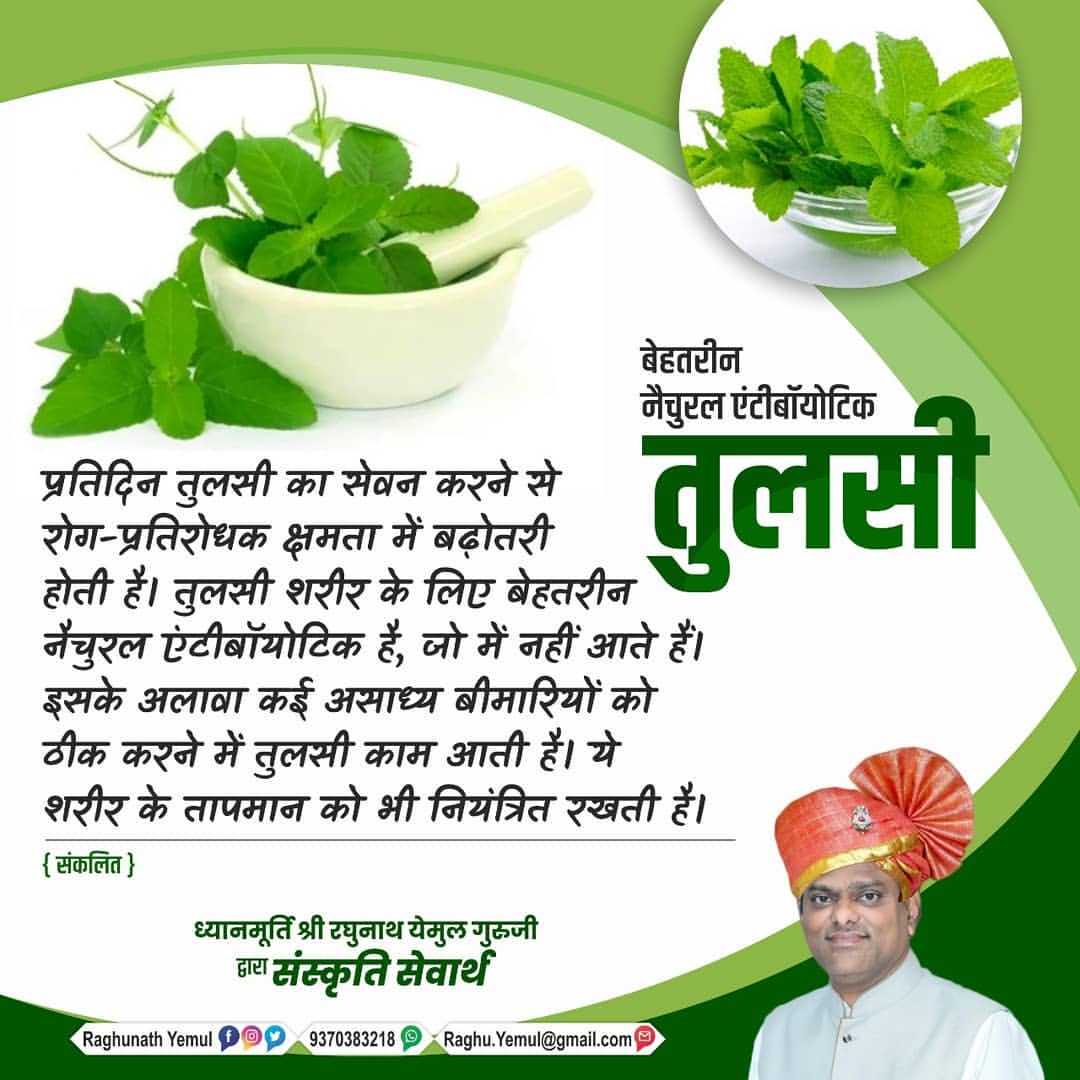 बेहतरीन
नैचुरल एंटीबॉयोटिक
तुलसी
प्रतिदिन तुलसी का सेवन करने से
रोग-प्रतिरोधक क्षमता में बढ़ोतरी
होती है। तुलसी शरीर के लिए बेहतरीन
नैचुरल एंटीबॉयोटिक है, जो में नहीं आते हैं।
इसके अलावा कई असाध्य बीमारियों को
ठीक करने में तुलसी काम आती है। ये
शरीर के तापमान को भी नियंत्रित रखती है।
{ संकलित }
ध्यानमूर्ति श्री रघुनाथ येमुल गुरुजी
द्वारा संस्कृति सेवार्थ
Raghunath Yemul 9370383218 Raghu.Yemul@gmail.com